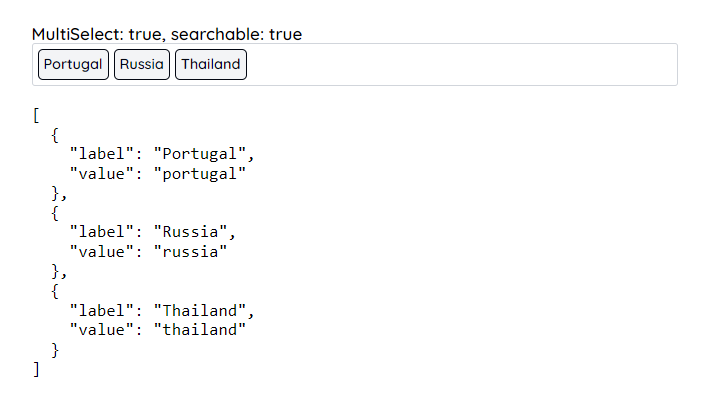 MultiSelect: true, searchable: true
Portugal Russia Thailand
[
  {
    "label": "Portugal",
    "value": "portugal"
  },
  {
    "label": "Russia",
    "value": "russia"
  },
  {
    "label": "Thailand",
    "value": "thailand"
  }
]